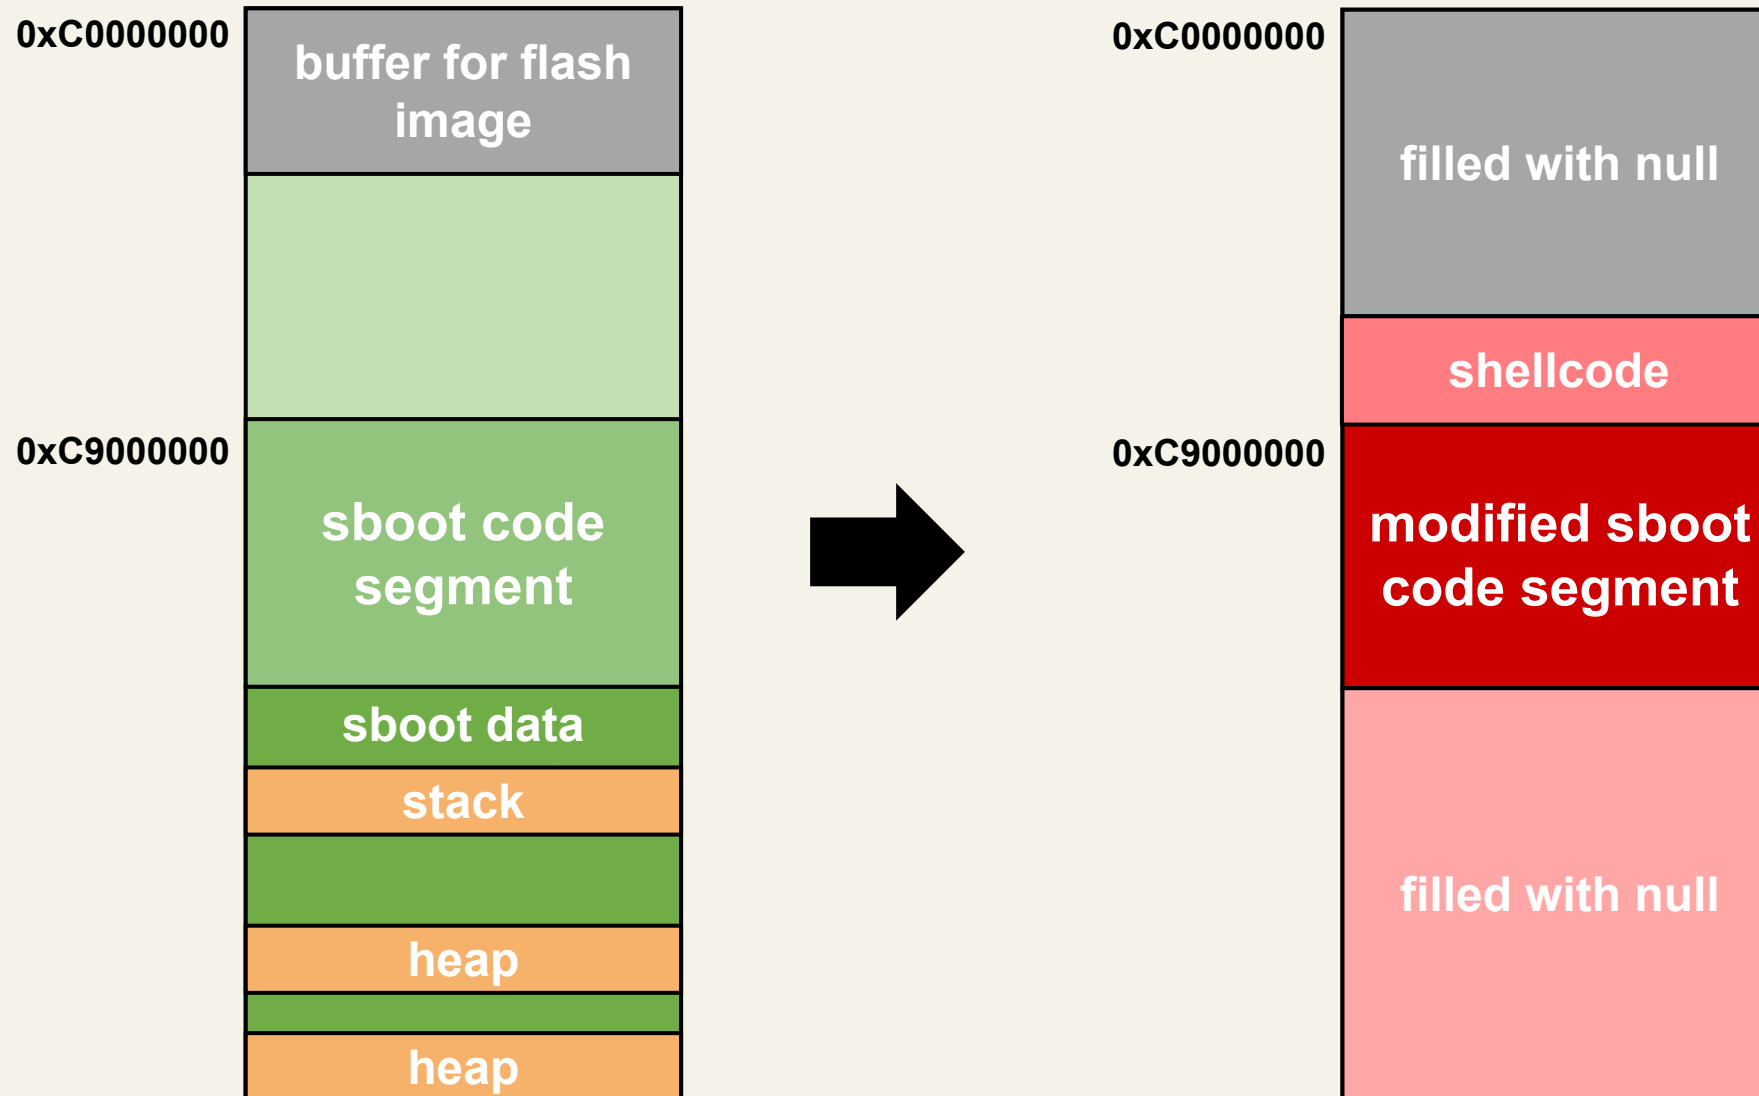 0xC0000000
buffer for flash
image
0xC9000000
sboot code
segment
sboot data
stack
heap
heap
0xC0000000
filled with null
shellcode
0xC9000000
modified sboot
code segment
filled with null